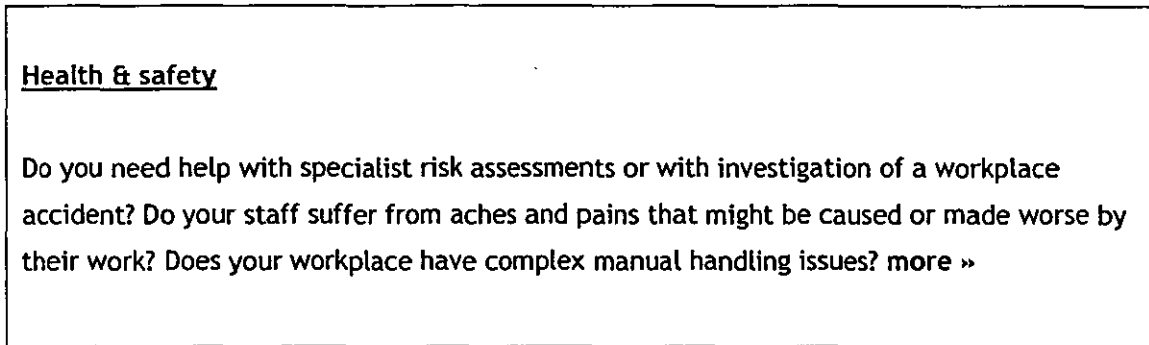 Health & safety
Do you need help with specialist risk assessments or with investigation of a workplace
accident? Do your staff suffer from aches and pains that might be caused or made worse by
their work? Does your workplace have complex manual handling issues? more »